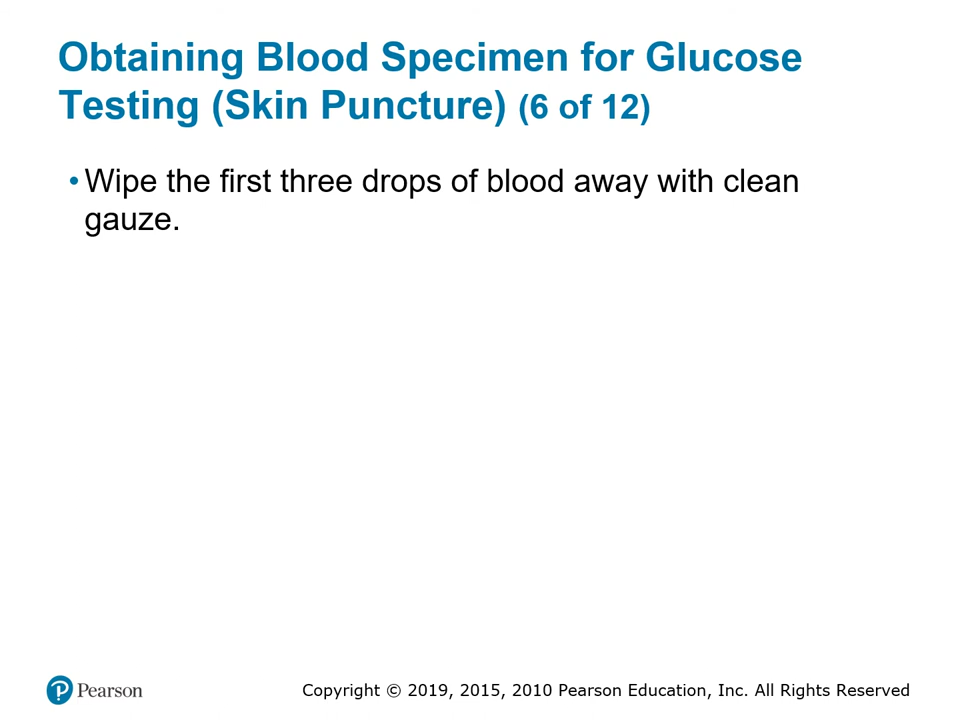 Obtaining Blood Specimen for Glucose
Testing (Skin Puncture) (6 of 12)
• Wipe the first three drops of blood away with clean
gauze.
Pearson
Copyright © 2019, 2015, 2010 Pearson Education, Inc. All Rights Reserved